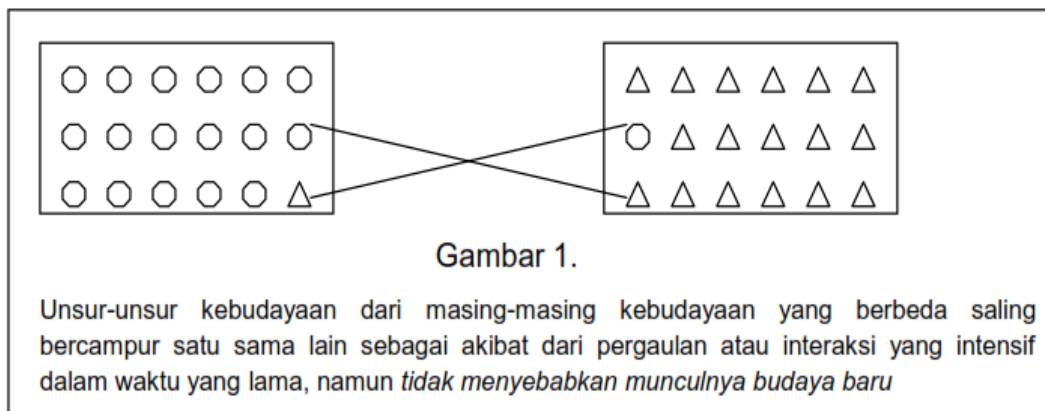 Gambar 1.
Unsur-unsur kebudayaan dari masing-masing kebudayaan yang berbeda saling
bercampur satu sama lain sebagai akibat dari pergaulan atau interaksi yang intensif
dalam waktu yang lama, namun tidak menyebabkan munculnya budaya baru